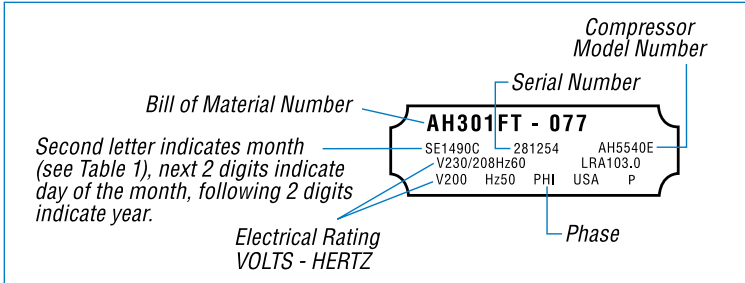 Compressor
Model Number
Serial Number
Bill of Material Number
AH301FT - 077
Second letter indicates month
(see Table 1), next 2 digits indicate
day of the month, following 2 digits
indicate year.
SE1490C 281254 AH5540E
V230/208Hz60 LRA103.0
V200 Hz50 PHI USA P
Electrical Rating
VOLTS - HERTZ
Phase